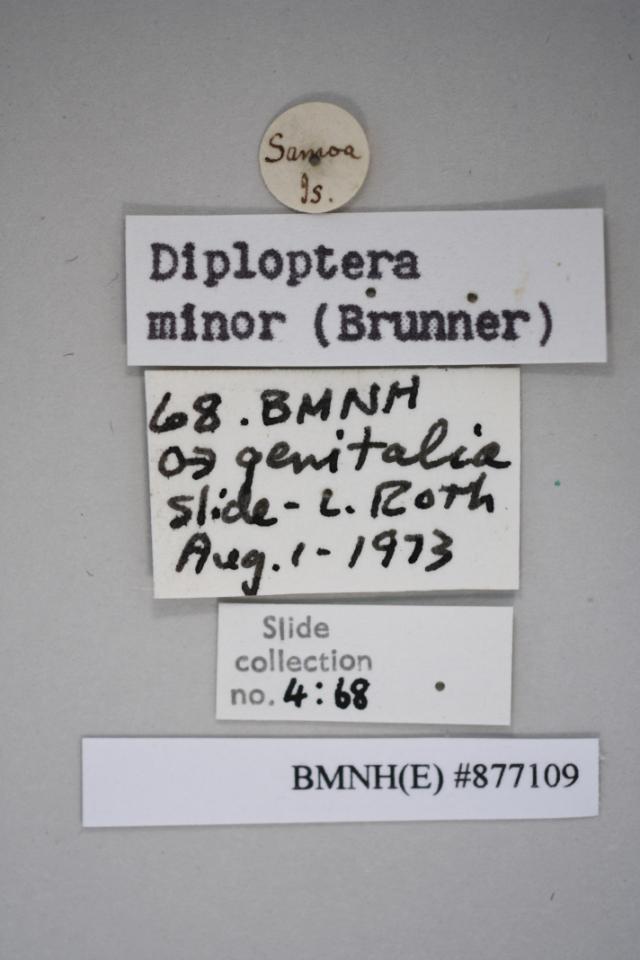 Samoa
Is.
Diploptera
minor (Brunner)
68. BMNH
♂ genitalia
slide - L. Roth
Aug. 1 - 1973
Slide
collection
no. 4:68
BMNH(E) #877109